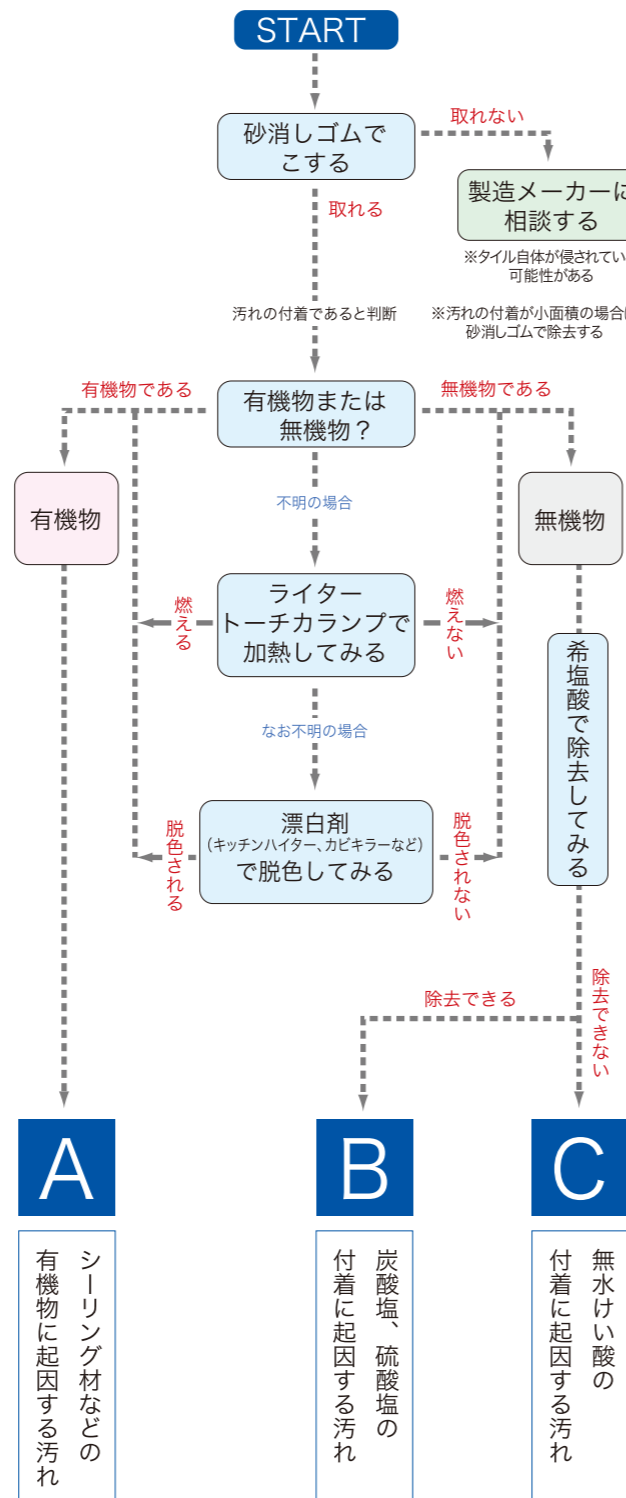 START
砂消しゴムで
こする
取れない
製造メーカーに
相談する
※タイル自体が侵されてい
可能性がある
取れる
汚れの付着であると判断
※汚れの付着が小面積の場合
砂消しゴムで除去する
有機物である
有機物または
無機物？
無機物である
有機物
不明の場合
無機物
燃える
ライター
トーチカランプで
加熱してみる
燃えない
なお不明の場合
希塩酸で除去してみる
脱色される
漂白剤
（キッチンハイター、カビキラーなど）
で脱色してみる
脱色されない
除去できる
除去できない
A
シーリング材などの
有機物に起因する汚れ
B
炭酸塩、硫酸塩の
付着に起因する汚れ
C
無水けい酸の
付着に起因する汚れ